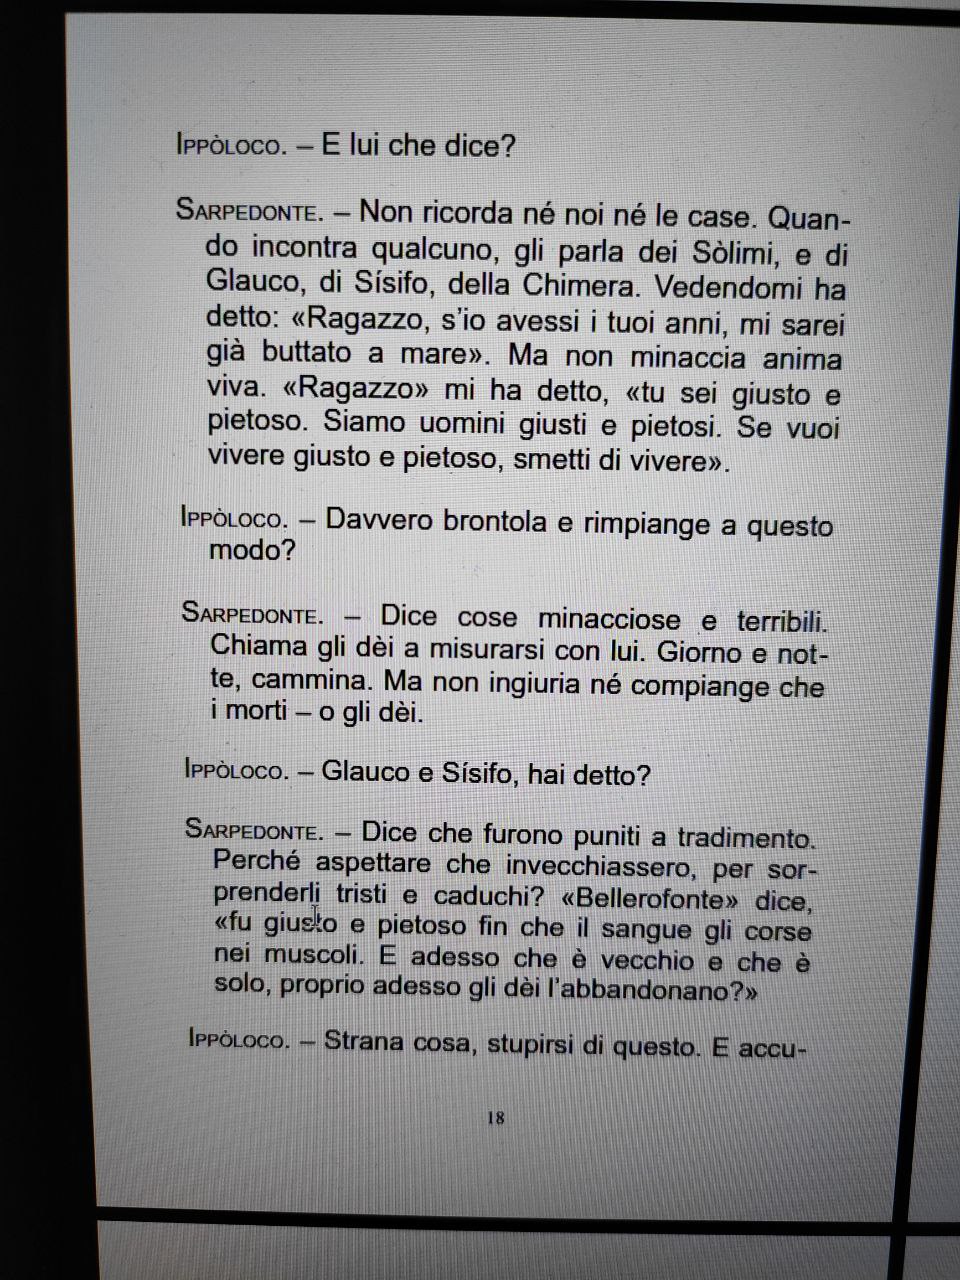 IPPÒLOCO. – E lui che dice?
SARPEDONTE. – Non ricorda né noi né le case. Quan-
do incontra qualcuno, gli parla dei Sòlimi, e di
Glauco, di Sísifo, della Chimera. Vedendomi ha
detto: «Ragazzo, s'io avessi i tuoi anni, mi sarei
già buttato a mare». Ma non minaccia anima
viva. «Ragazzo» mi ha detto, «tu sei giusto e
pietoso. Siamo uomini giusti e pietosi. Se vuoi
vivere giusto e pietoso, smetti di vivere».
IPPÒLOCO. – Davvero brontola e rimpiange a questo
modo?
SARPEDONTE. – Dice cose minacciose e terribili.
Chiama gli dèi a misurarsi con lui. Giorno e not-
te, cammina. Ma non ingiuria né compiange che
i morti – o gli dèi.
IPPÒLOCO. – Glauco e Sísifo, hai detto?
SARPEDONTE. – Dice che furono puniti a tradimento.
Perché aspettare che invecchiassero, per sor-
prenderli tristi e caduchi? «Bellerofonte» dice,
«fu giusto e pietoso fin che il sangue gli corse
nei muscoli. E adesso che è vecchio e che è
solo, proprio adesso gli dèi l'abbandonano?»
IPPÒLOCO. – Strana cosa, stupirsi di questo. E accu-
18